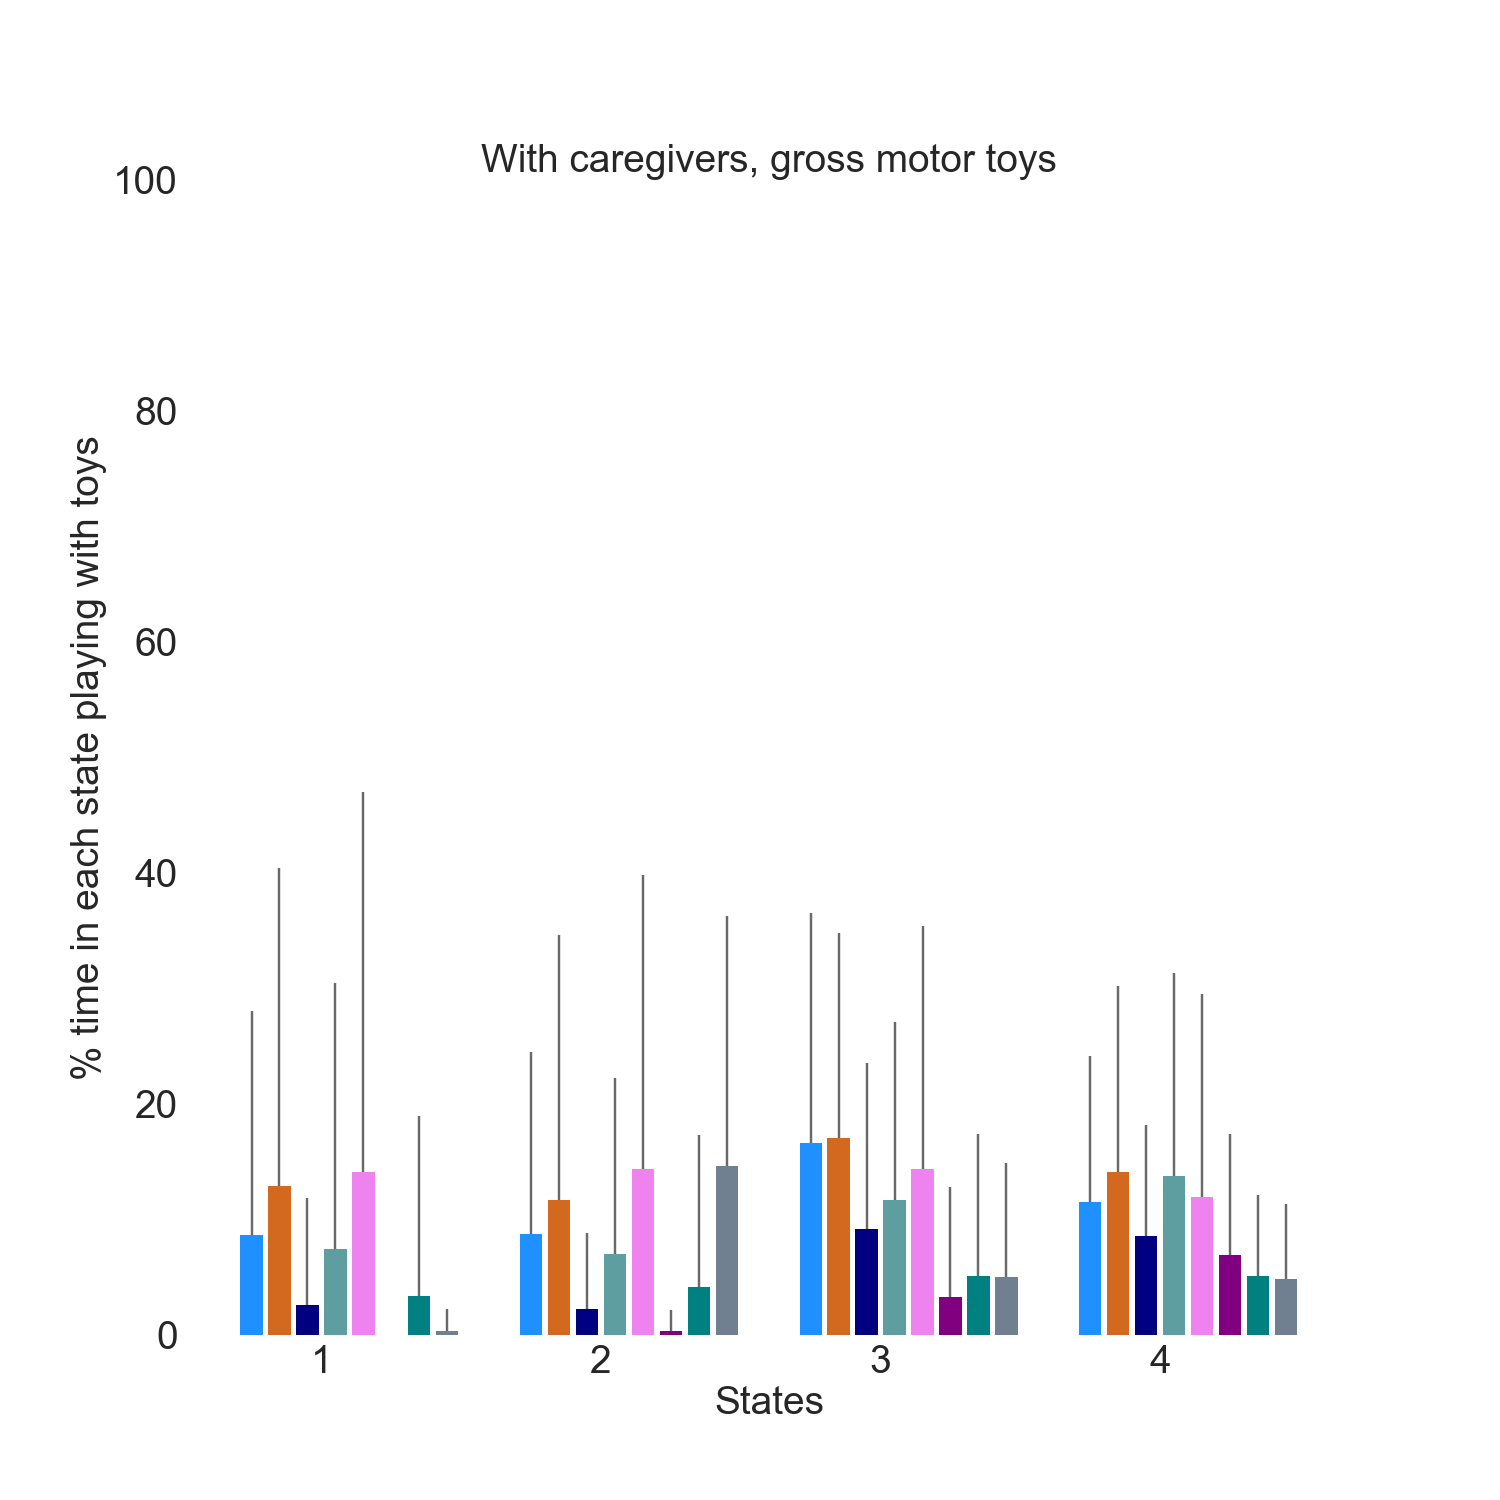 With caregivers, gross motor toys
100
80
60
40
20
0
% time in each state playing with toys
1 2 3 4
States